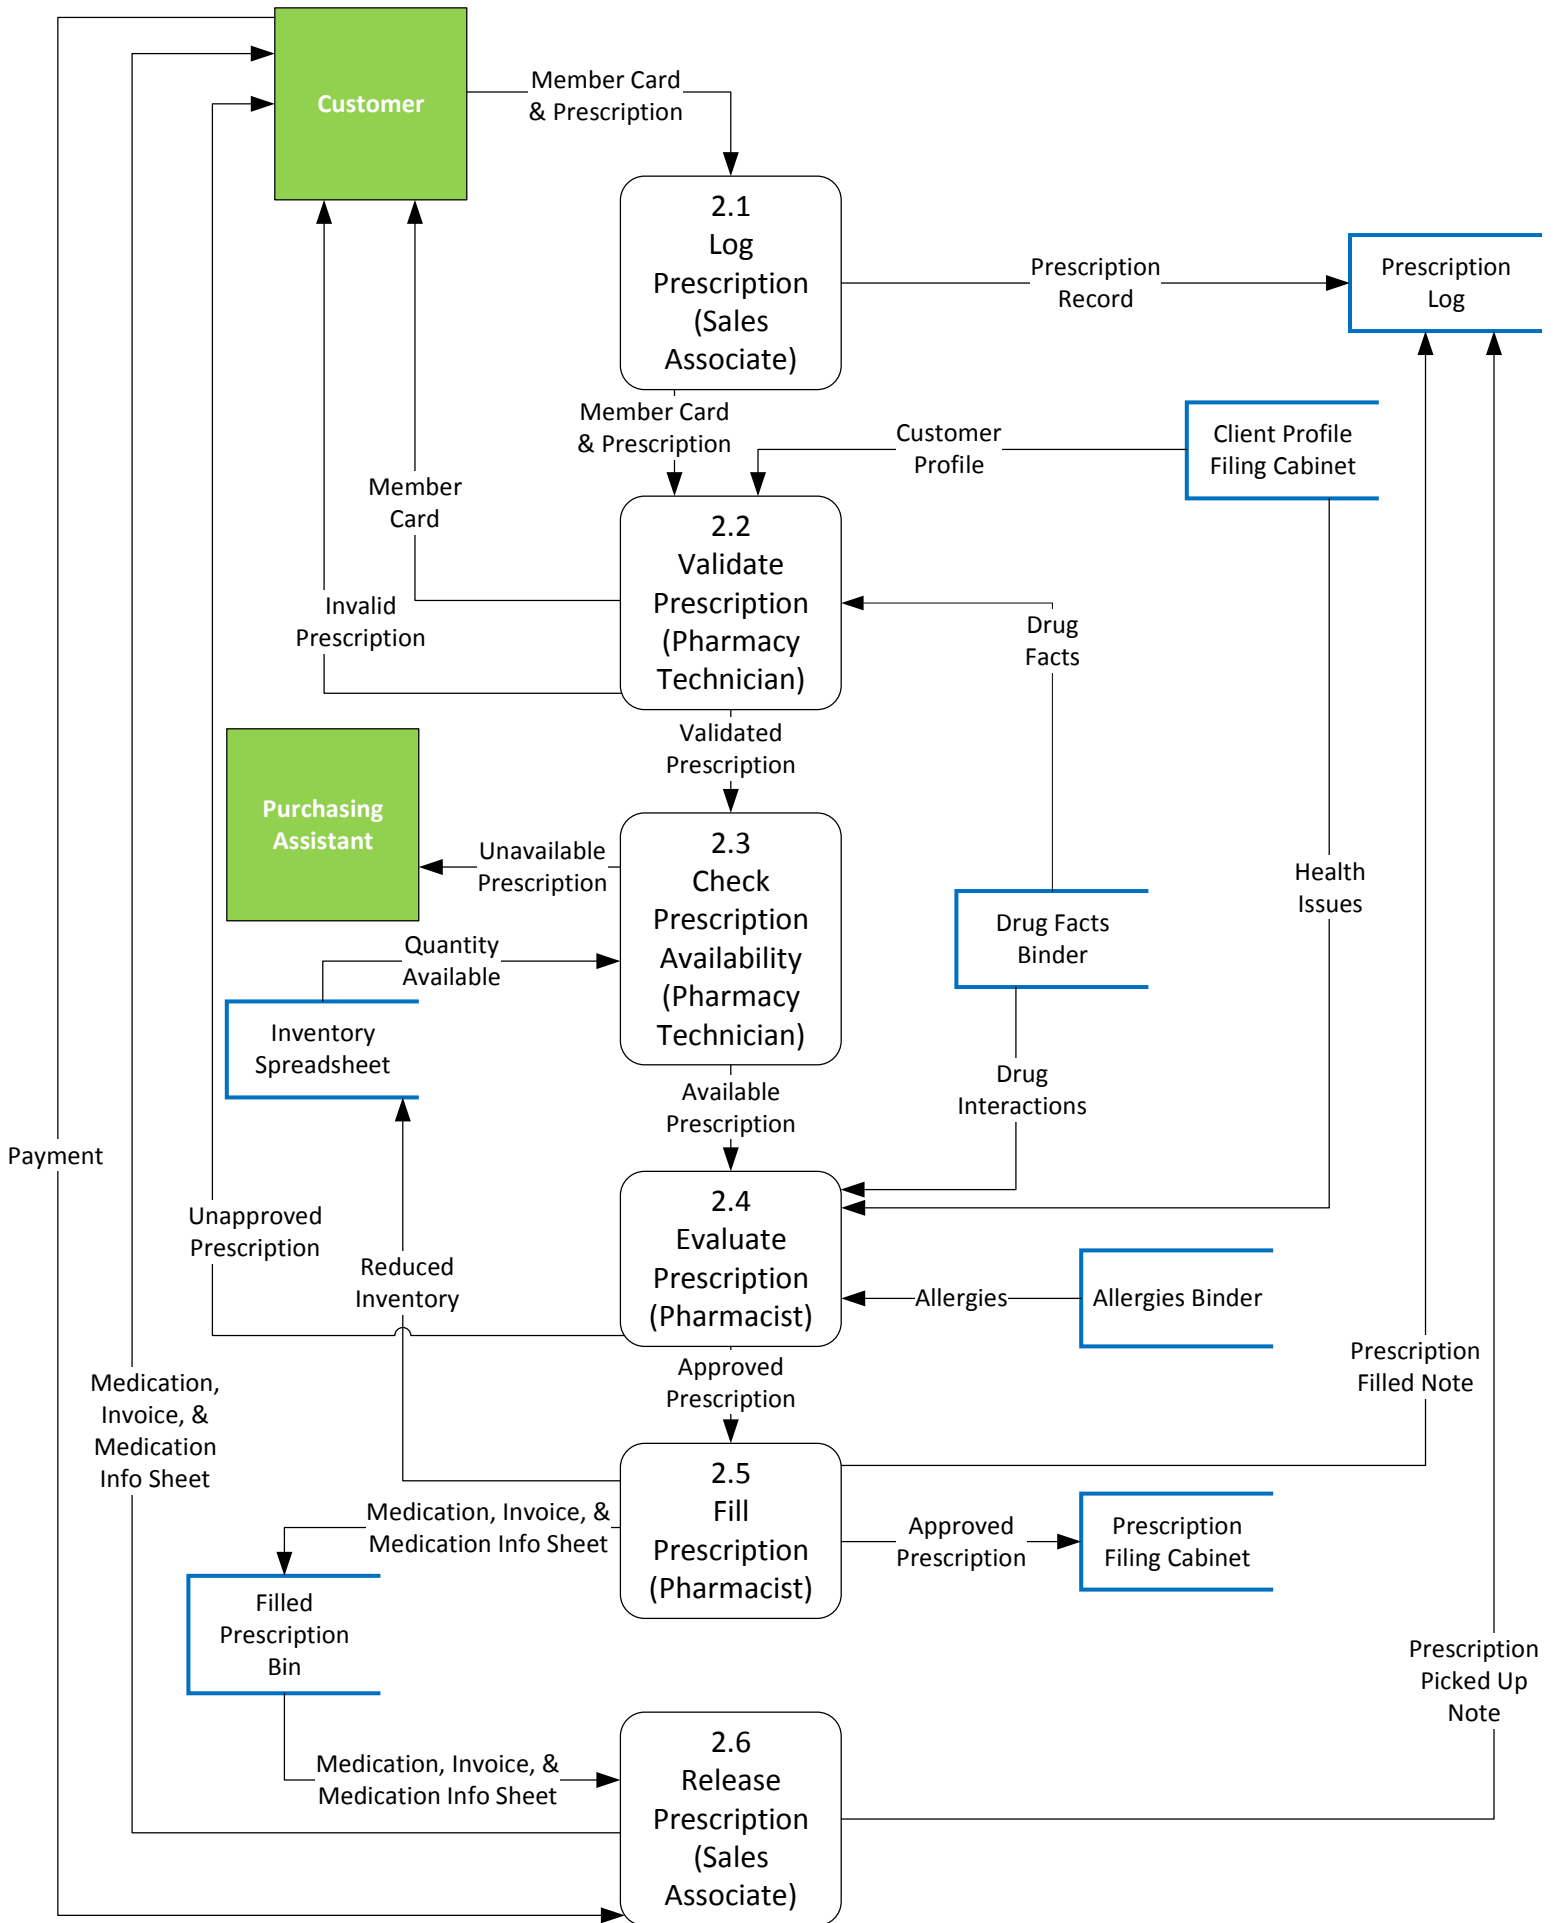 Customer
Member Card
& Prescription
2.1
Log
Prescription
(Sales
Associate)
Prescription
Record
Prescription
Log
Member Card
& Prescription
Customer
Profile
Client Profile
Filing Cabinet
Member
Card
2.2
Validate
Prescription
(Pharmacy
Technician)
Invalid
Prescription
Drug
Facts
Validated
Prescription
Purchasing
Assistant
Unavailable
Prescription
2.3
Check
Prescription
Availability
(Pharmacy
Technician)
Health
Issues
Drug Facts
Binder
Quantity
Available
Inventory
Spreadsheet
Drug
Interactions
Available
Prescription
Payment
Unapproved
Prescription
2.4
Evaluate
Prescription
(Pharmacist)
Reduced
Inventory
Allergies
Allergies Binder
Approved
Prescription
Prescription
Filled Note
Medication,
Invoice, &
Medication
Info Sheet
2.5
Fill
Prescription
(Pharmacist)
Medication, Invoice, &
Medication Info Sheet
Approved
Prescription
Prescription
Filing Cabinet
Filled
Prescription
Bin
Prescription
Picked Up
Note
Medication, Invoice, &
Medication Info Sheet
2.6
Release
Prescription
(Sales
Associate)